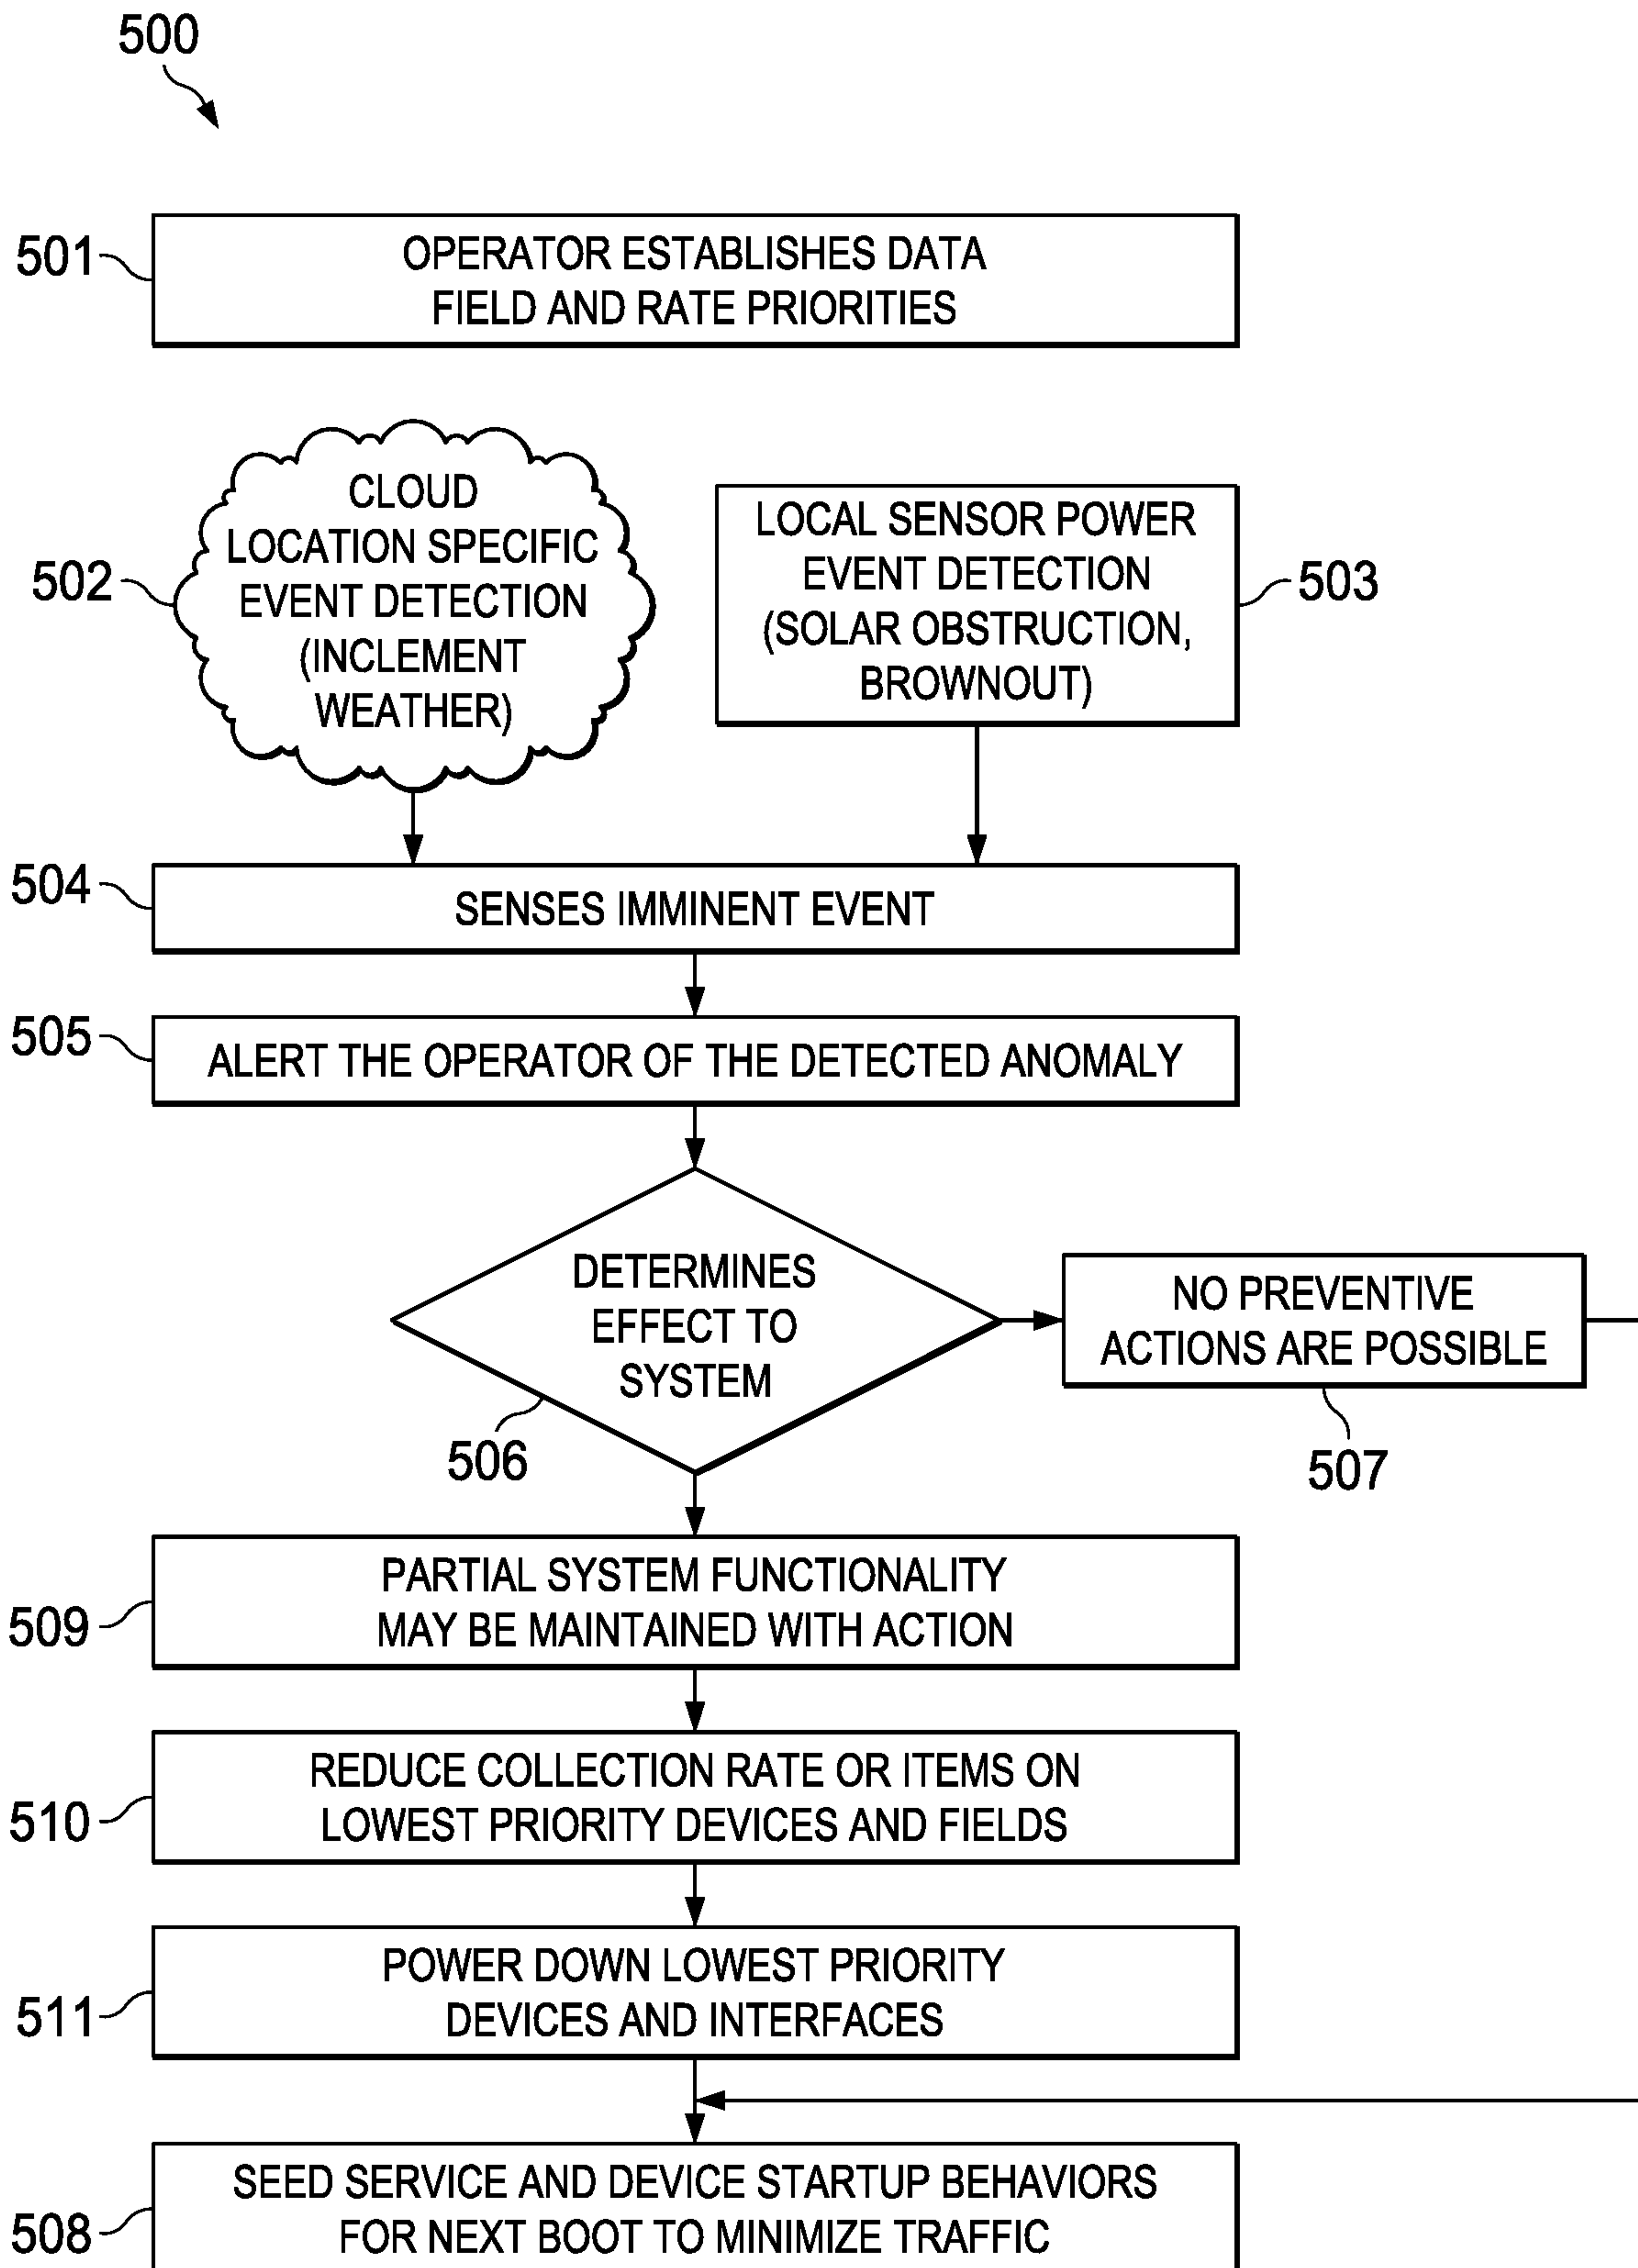 500
501
OPERATOR ESTABLISHES DATA
FIELD AND RATE PRIORITIES
502
CLOUD
LOCATION SPECIFIC
EVENT DETECTION
(INCLEMENT
WEATHER)
LOCAL SENSOR POWER
EVENT DETECTION
(SOLAR OBSTRUCTION,
BROWNOUT)
503
504
SENSES IMMINENT EVENT
505
ALERT THE OPERATOR OF THE DETECTED ANOMALY
DETERMINES
EFFECT TO
SYSTEM
506
NO PREVENTIVE
ACTIONS ARE POSSIBLE
507
509
PARTIAL SYSTEM FUNCTIONALITY
MAY BE MAINTAINED WITH ACTION
510
REDUCE COLLECTION RATE OR ITEMS ON
LOWEST PRIORITY DEVICES AND FIELDS
511
POWER DOWN LOWEST PRIORITY
DEVICES AND INTERFACES
508
SEED SERVICE AND DEVICE STARTUP BEHAVIORS
FOR NEXT BOOT TO MINIMIZE TRAFFIC